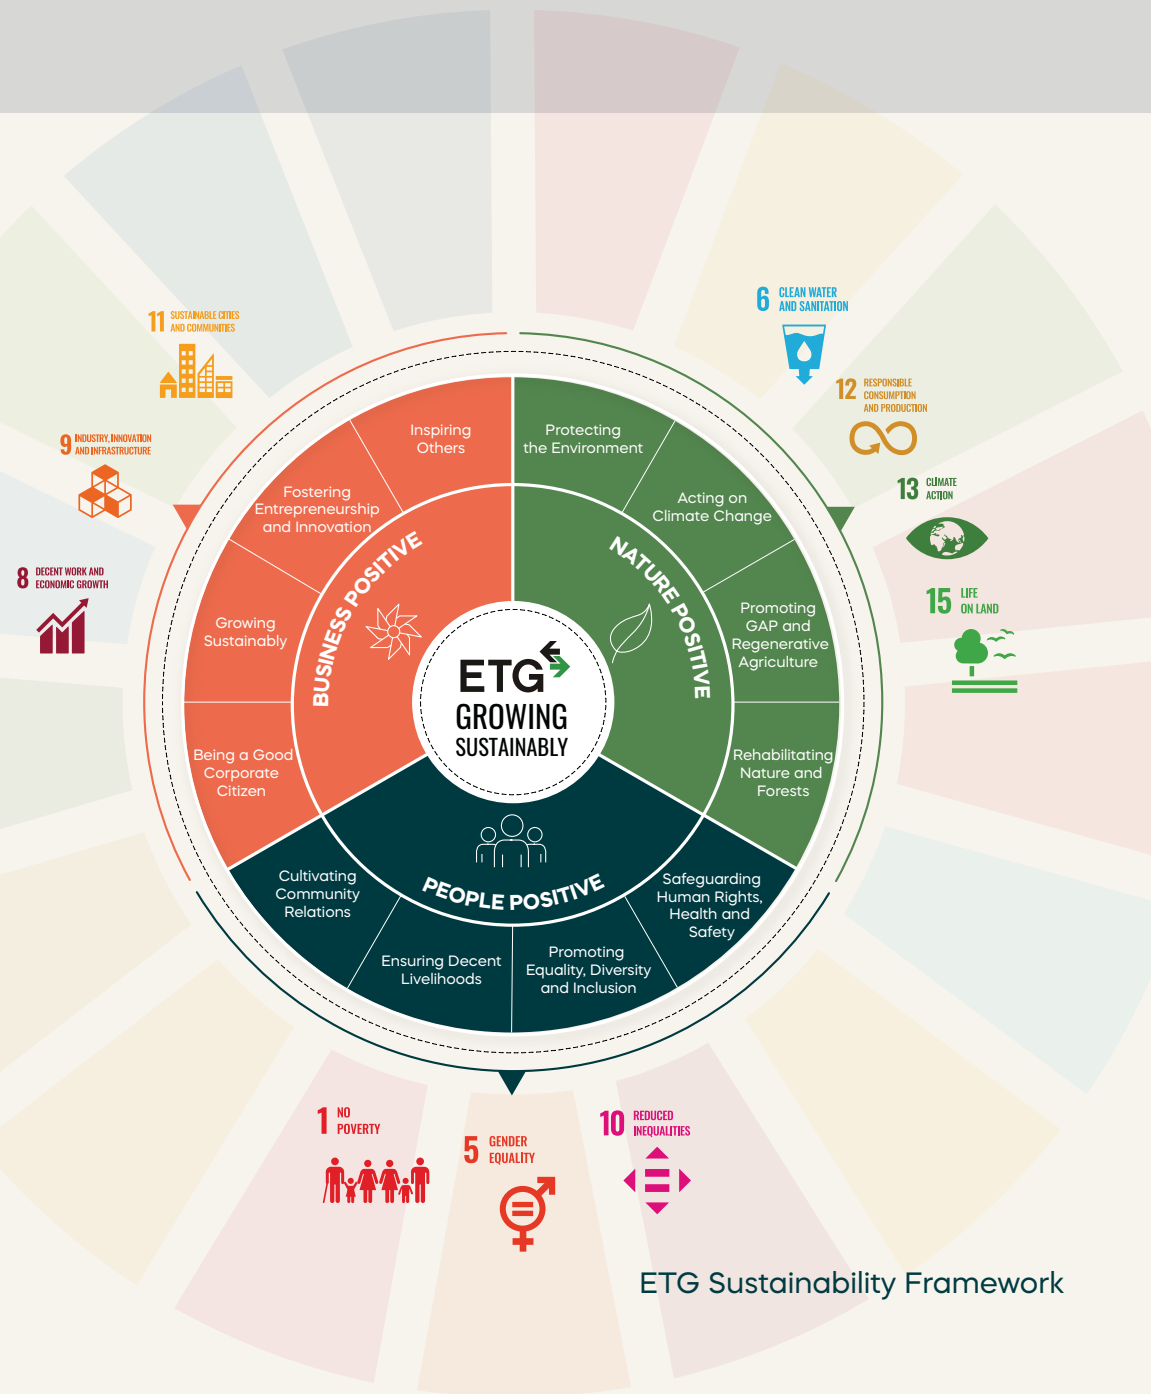 6 CLEAN WATER
AND SANITATION
11 SUSTAINABLE CITIES
AND COMMUNITIES
12 RESPONSIBLE
CONSUMPTION
AND PRODUCTION
9 INDUSTRY, INNOVATION
AND INFRASTRUCTURE
13 CLIMATE
ACTION
8 DECENT WORK AND
ECONOMIC GROWTH
15 LIFE
ON LAND
BUSINESS POSITIVE
Inspiring
Others
Fostering
Entrepreneurship
and Innovation
Growing
Sustainably
Being a Good
Corporate
Citizen
NATURE POSITIVE
Protecting
the Environment
Acting on
Climate Change
Promoting
GAP and
Regenerative
Agriculture
Rehabilitating
Nature and
Forests
ETG
GROWING
SUSTAINABLY
PEOPLE POSITIVE
Cultivating
Community
Relations
Ensuring Decent
Livelihoods
Promoting
Equality, Diversity
and Inclusion
Safeguarding
Human Rights,
Health and
Safety
1 NO
POVERTY
5 GENDER
EQUALITY
10 REDUCED
INEQUALITIES
ETG Sustainability Framework